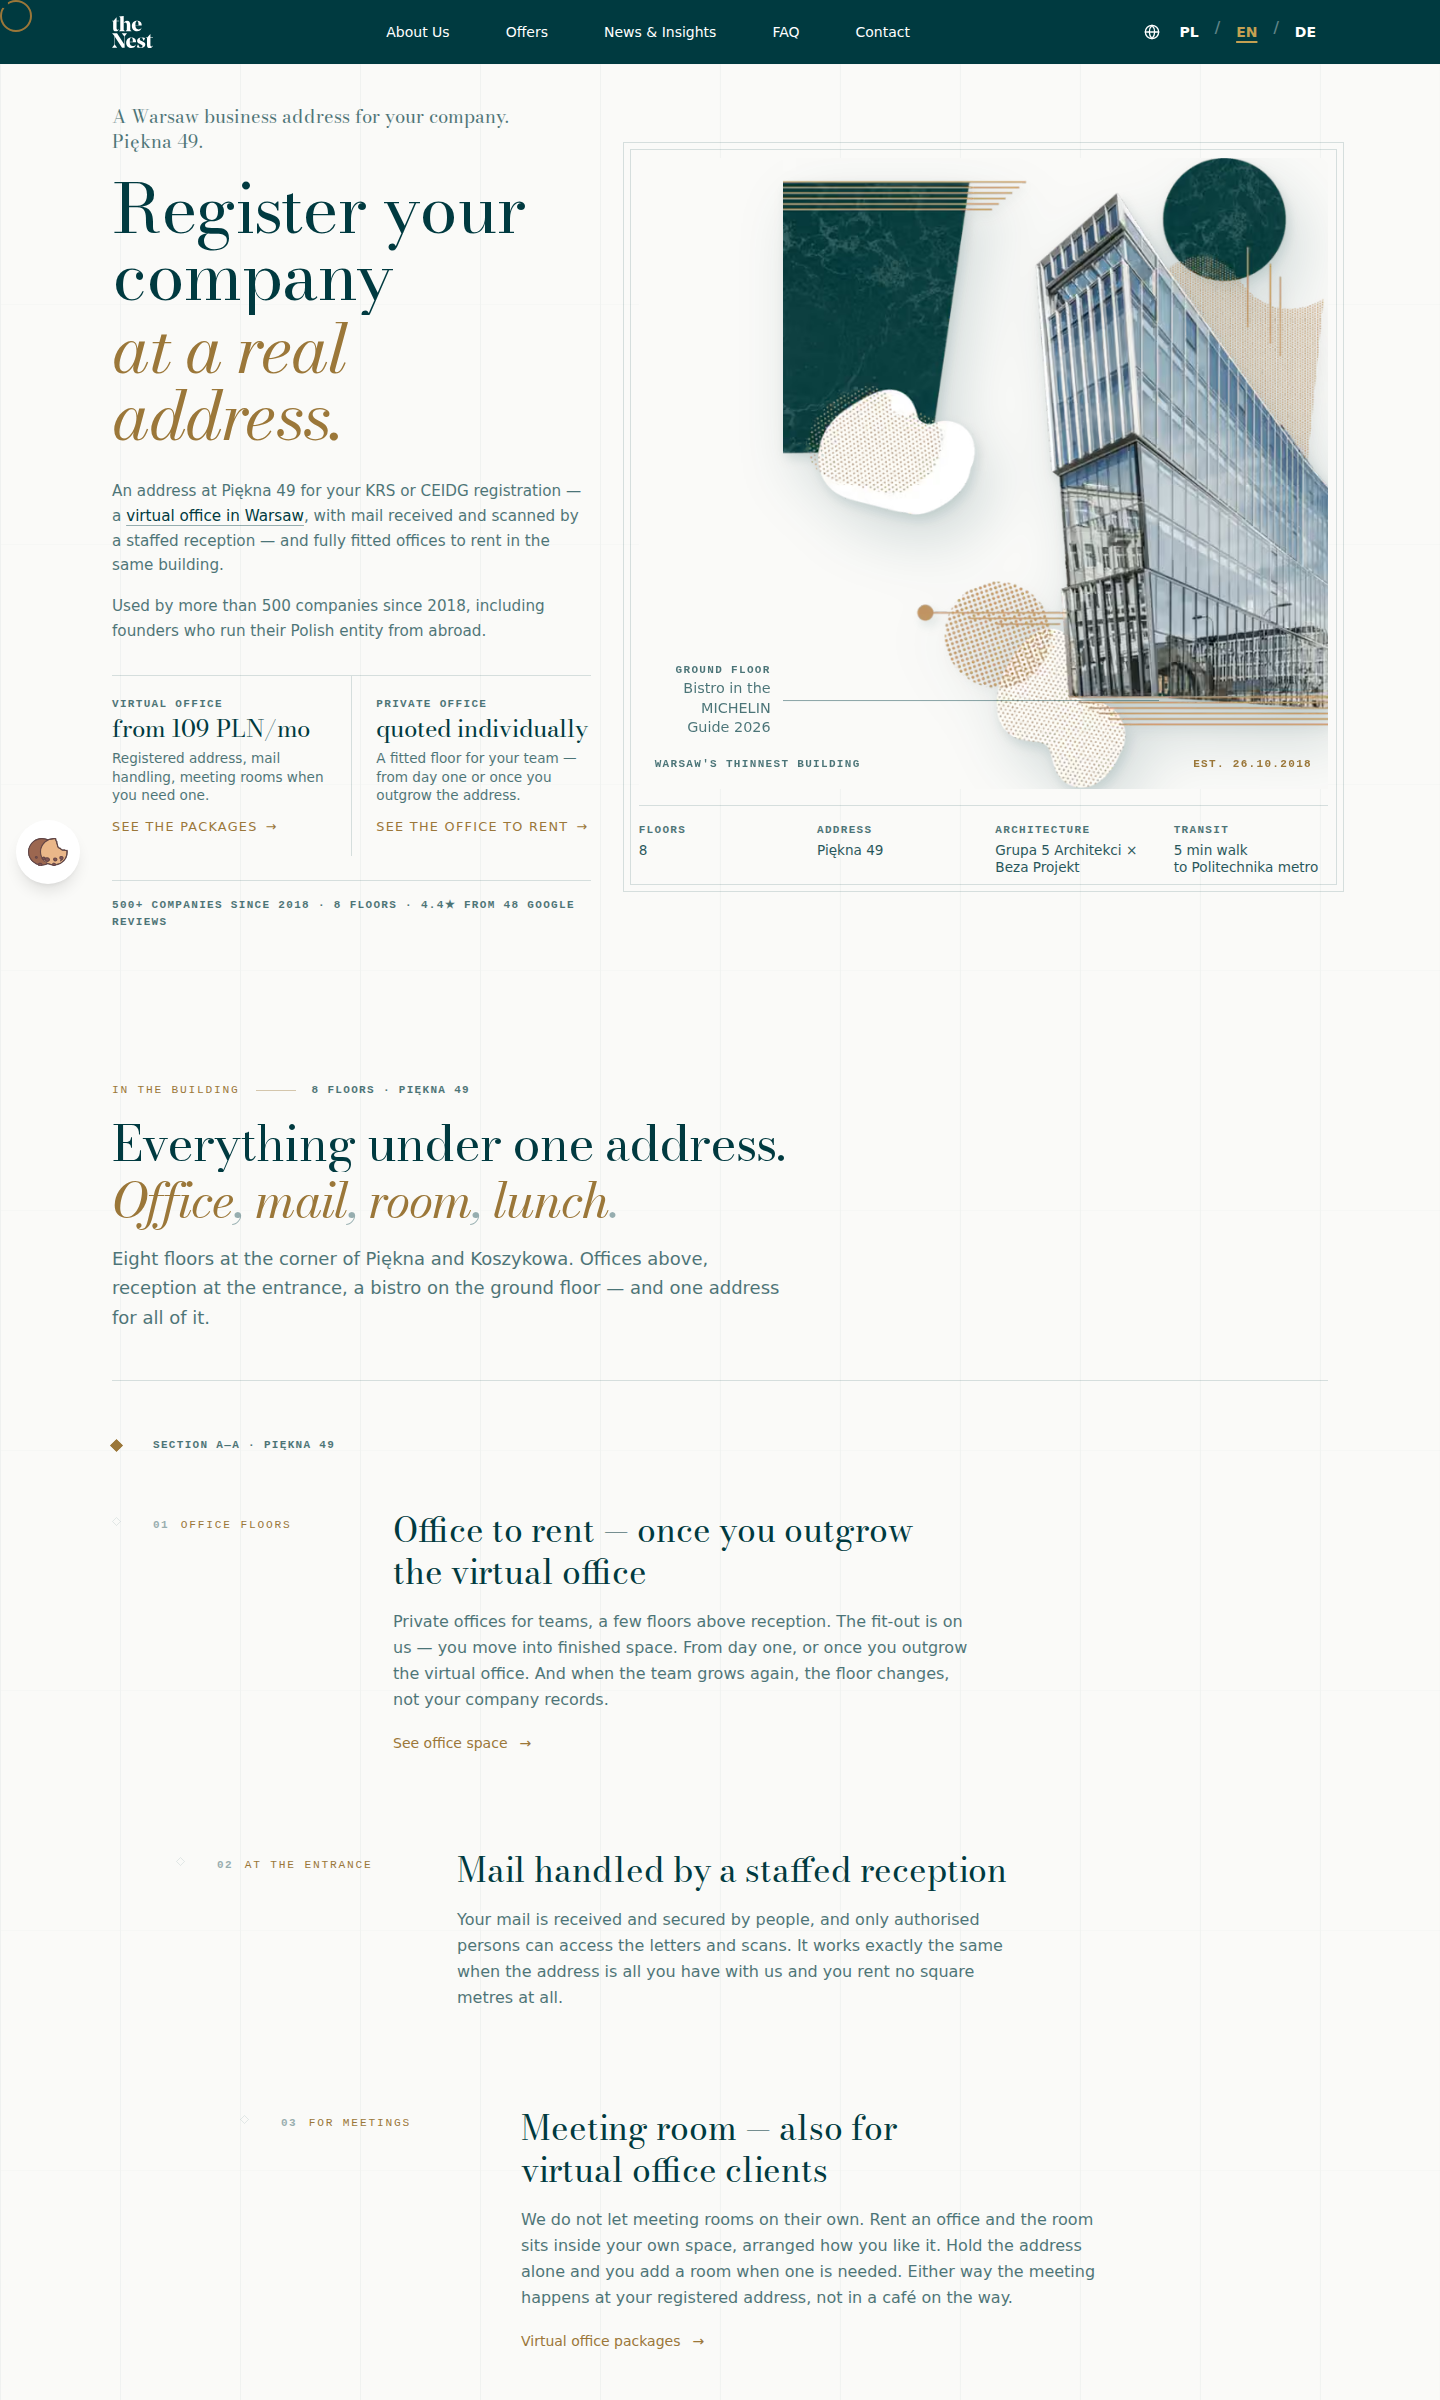 the
Nest
About Us
Offers
News & Insights
FAQ
Contact
PL / EN / DE
A Warsaw business address for your company.
Piękna 49.
Register your
company
at a real
address.
An address at Piękna 49 for your KRS or CEIDG registration —
a virtual office in Warsaw, with mail received and scanned by
a staffed reception — and fully fitted offices to rent in the
same building.
Used by more than 500 companies since 2018, including
founders who run their Polish entity from abroad.
VIRTUAL OFFICE
from 109 PLN/mo
Registered address, mail
handling, meeting rooms when
you need one.
SEE THE PACKAGES →
PRIVATE OFFICE
quoted individually
A fitted floor for your team —
from day one or once you
outgrow the address.
SEE THE OFFICE TO RENT →
500+ COMPANIES SINCE 2018 · 8 FLOORS · 4.4★ FROM 48 GOOGLE
REVIEWS
GROUND FLOOR
Bistro in the
MICHELIN
Guide 2026
WARSAW'S THINNEST BUILDING
EST. 26.10.2018
FLOORS
8
ADDRESS
Piękna 49
ARCHITECTURE
Grupa 5 Architekci ×
Beza Projekt
TRANSIT
5 min walk
to Politechnika metro
IN THE BUILDING
8 FLOORS · PIĘKNA 49
Everything under one address.
Office, mail, room, lunch.
Eight floors at the corner of Piękna and Koszykowa. Offices above,
reception at the entrance, a bistro on the ground floor — and one address
for all of it.
SECTION A—A · PIĘKNA 49
01 OFFICE FLOORS
Office to rent — once you outgrow
the virtual office
Private offices for teams, a few floors above reception. The fit-out is on
us — you move into finished space. From day one, or once you outgrow
the virtual office. And when the team grows again, the floor changes,
not your company records.
See office space →
02 AT THE ENTRANCE
Mail handled by a staffed reception
Your mail is received and secured by people, and only authorised
persons can access the letters and scans. It works exactly the same
when the address is all you have with us and you rent no square
metres at all.
03 FOR MEETINGS
Meeting room — also for
virtual office clients
We do not let meeting rooms on their own. Rent an office and the room
sits inside your own space, arranged how you like it. Hold the address
alone and you add a room when one is needed. Either way the meeting
happens at your registered address, not in a café on the way.
Virtual office packages →